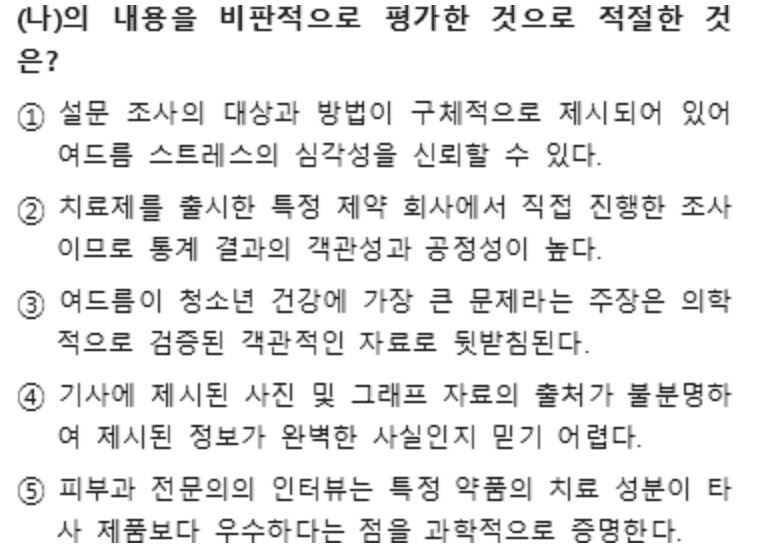 (나)의 내용을 비판적으로 평가한 것으로 적절한 것
은?
① 설문 조사의 대상과 방법이 구체적으로 제시되어 있어
여드름 스트레스의 심각성을 신뢰할 수 있다.
② 치료제를 출시한 특정 제약 회사에서 직접 진행한 조사
이므로 통계 결과의 객관성과 공정성이 높다.
③ 여드름이 청소년 건강에 가장 큰 문제라는 주장은 의학
적으로 검증된 객관적인 자료로 뒷받침된다.
④ 기사에 제시된 사진 및 그래프 자료의 출처가 불분명하
여 제시된 정보가 완벽한 사실인지 믿기 어렵다.
⑤ 피부과 전문의의 인터뷰는 특정 약품의 치료 성분이 타
사 제품보다 우수하다는 점을 과학적으로 증명한다.